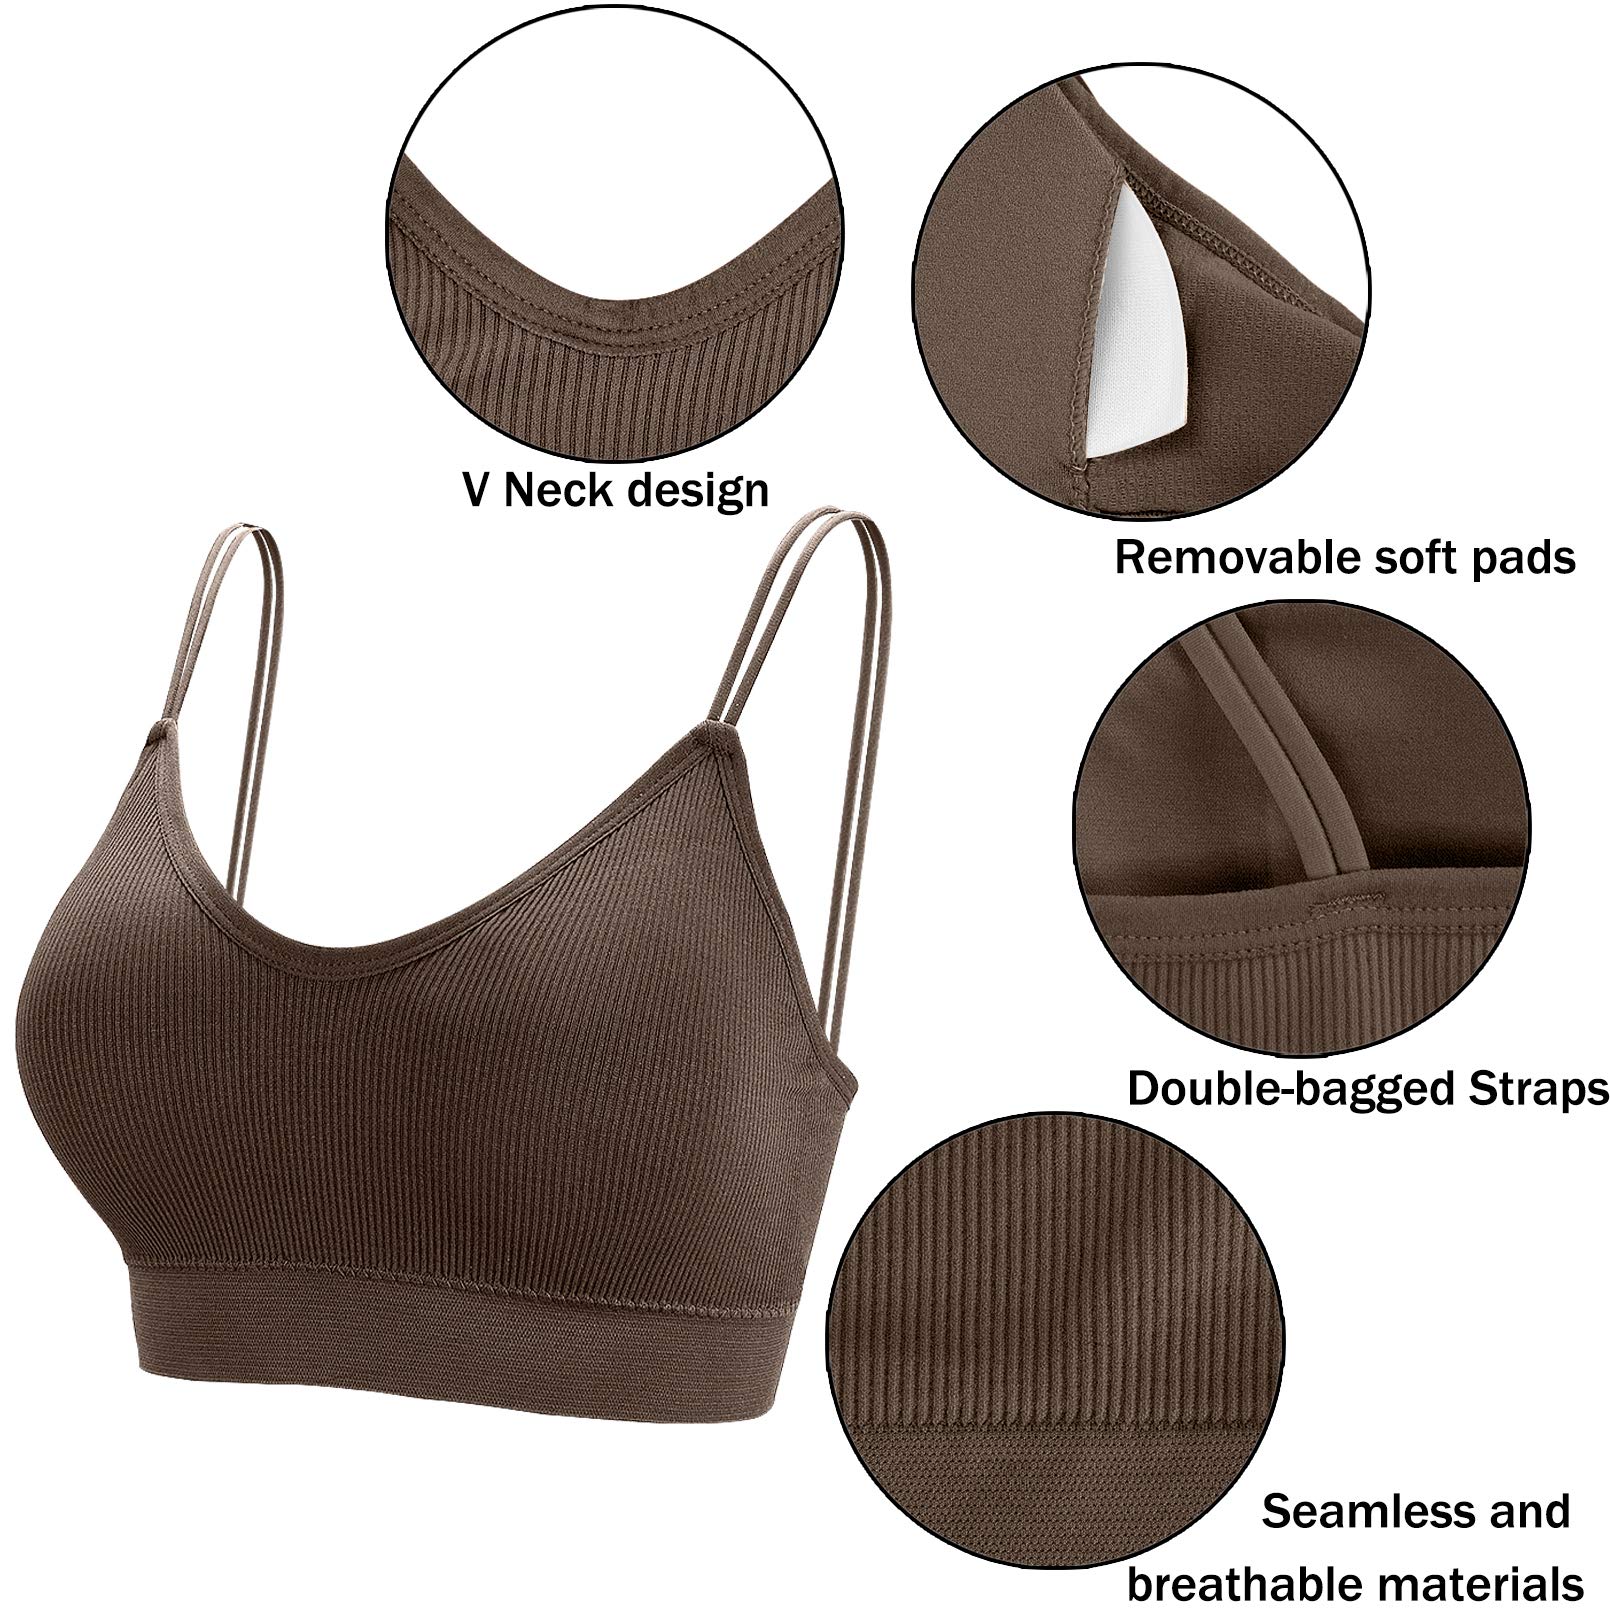 V Neck design
Removable soft pads
Double-bagged Straps
Seamless and
breathable materials